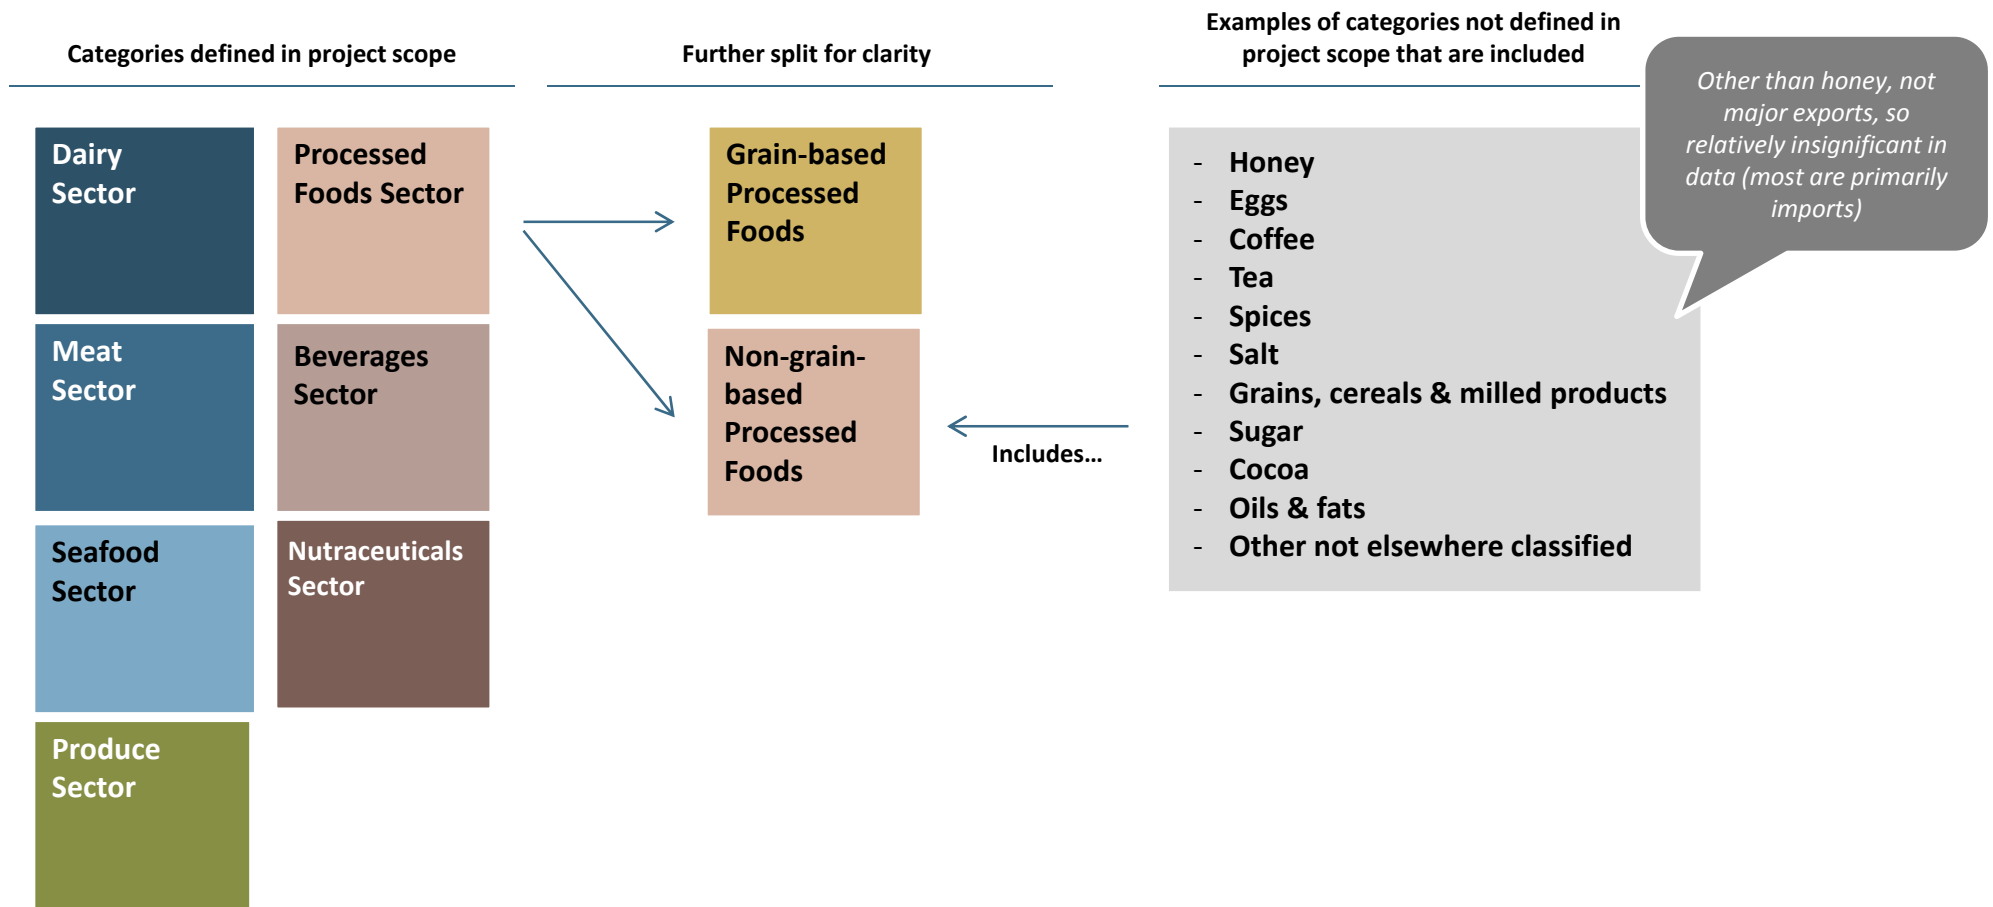 Categories defined in project scope
Further split for clarity
Examples of categories not defined in
project scope that are included
Other than honey, not
major exports, so
relatively insignificant in
data (most are primarily
imports)
Dairy
Sector
Processed
Foods Sector
Meat
Sector
Beverages
Sector
Seafood
Sector
Nutraceuticals
Sector
Produce
Sector
Grain-based
Processed
Foods
Non-grain-
based
Processed
Foods
Includes…
- Honey
- Eggs
- Coffee
- Tea
- Spices
- Salt
- Grains, cereals & milled products
- Sugar
- Cocoa
- Oils & fats
- Other not elsewhere classified